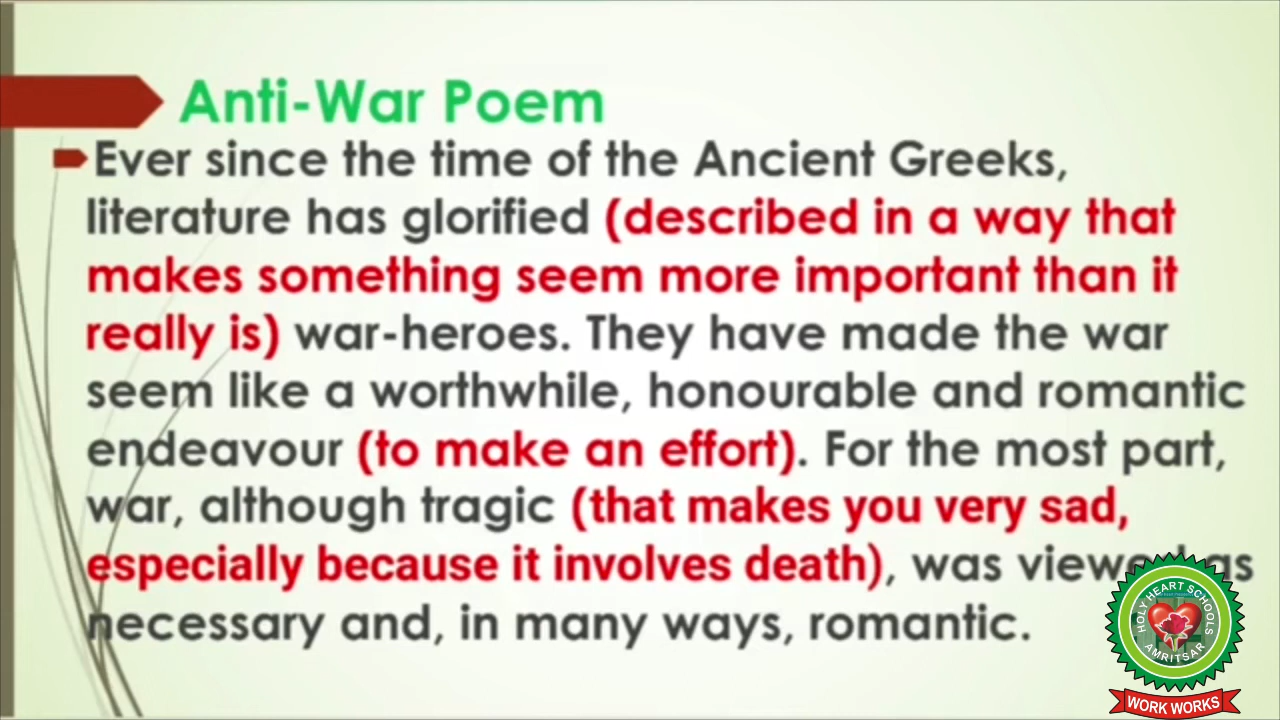 Anti-War Poem
Ever since the time of the Ancient Greeks,
literature has glorified (described in a way that
makes something seem more important than it
really is) war-heroes. They have made the war
seem like a worthwhile, honourable and romantic
endeavour (to make an effort). For the most part,
war, although tragic (that makes you very sad,
especially because it involves death), was viewed as
necessary and, in many ways, romantic.
HOLY HEART SCHOOLS
AMRITSAR
WORK WORKS